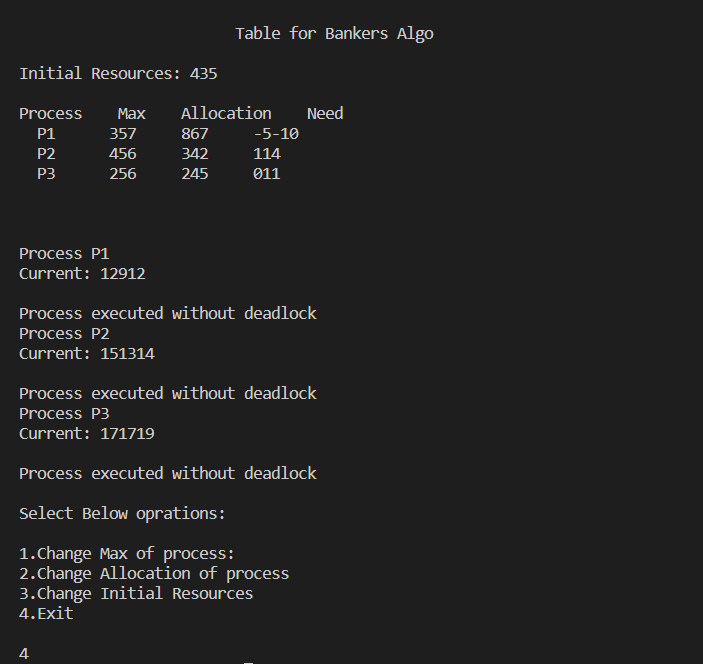 Table for Bankers Algo
Initial Resources: 435
Process Max Allocation Need
P1 357 867 -5-10
P2 456 342 114
P3 256 245 011
Process P1
Current: 12912
Process executed without deadlock
Process P2
Current: 151314
Process executed without deadlock
Process P3
Current: 171719
Process executed without deadlock
Select Below oprations:
1.Change Max of process:
2.Change Allocation of process
3.Change Initial Resources
4.Exit
4